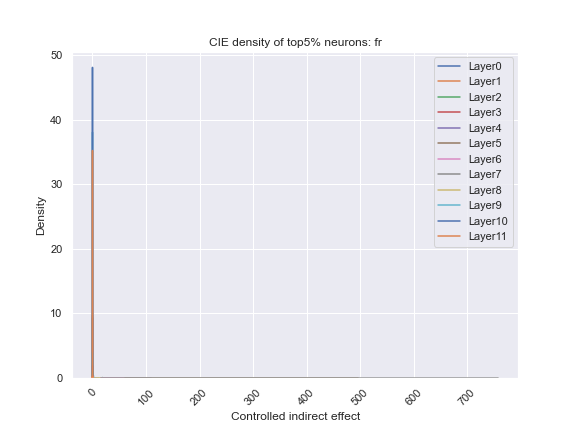 CIE density of top5% neurons: fr
50
40
30
20
10
0
Density
Layer0
Layer1
Layer2
Layer3
Layer4
Layer5
Layer6
Layer7
Layer8
Layer9
Layer10
Layer11
0
100
200
300
400
500
600
700
Controlled indirect effect